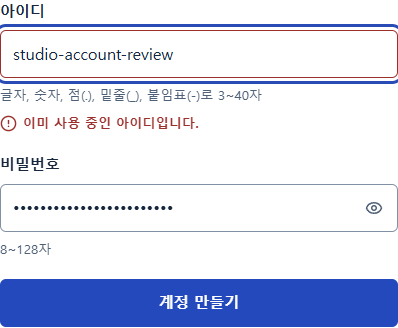 아이디
studio-account-review
글자, 숫자, 점(.), 밑줄(_), 붙임표(-)로 3~40자
이미 사용 중인 아이디입니다.
비밀번호
••••••••••••••••••••••••
8~128자
계정 만들기